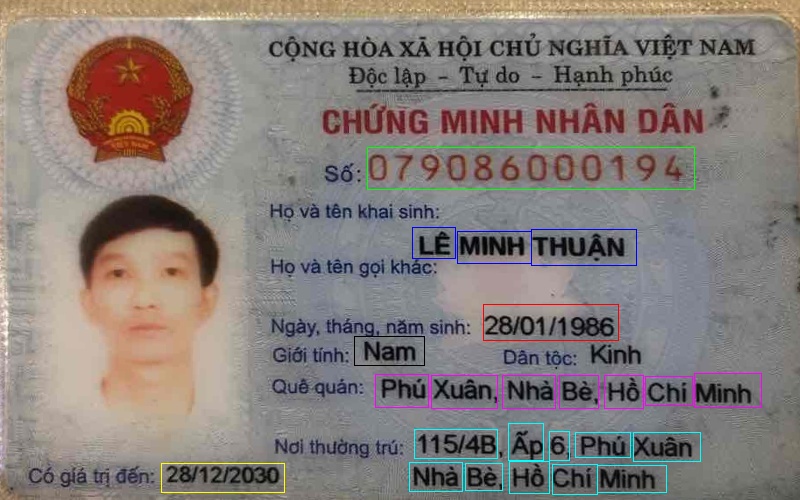 CỘNG HÒA XÃ HỘI CHỦ NGHĨA VIỆT NAM
Độc lập - Tự do - Hạnh phúc
CHỨNG MINH NHÂN DÂN
Số: 079086000194
Họ và tên khai sinh:
LÊ MINH THUẬN
Họ và tên gọi khác:
Ngày, tháng, năm sinh: 28/01/1986
Giới tính: Nam Dân tộc: Kinh
Quê quán: Phú Xuân, Nhà Bè, Hồ Chí Minh
Nơi thường trú: 115/4B, Ấp 6, Phú Xuân
Có giá trị đến: 28/12/2030 Nhà Bè, Hồ Chí Minh
VIỆT NAM